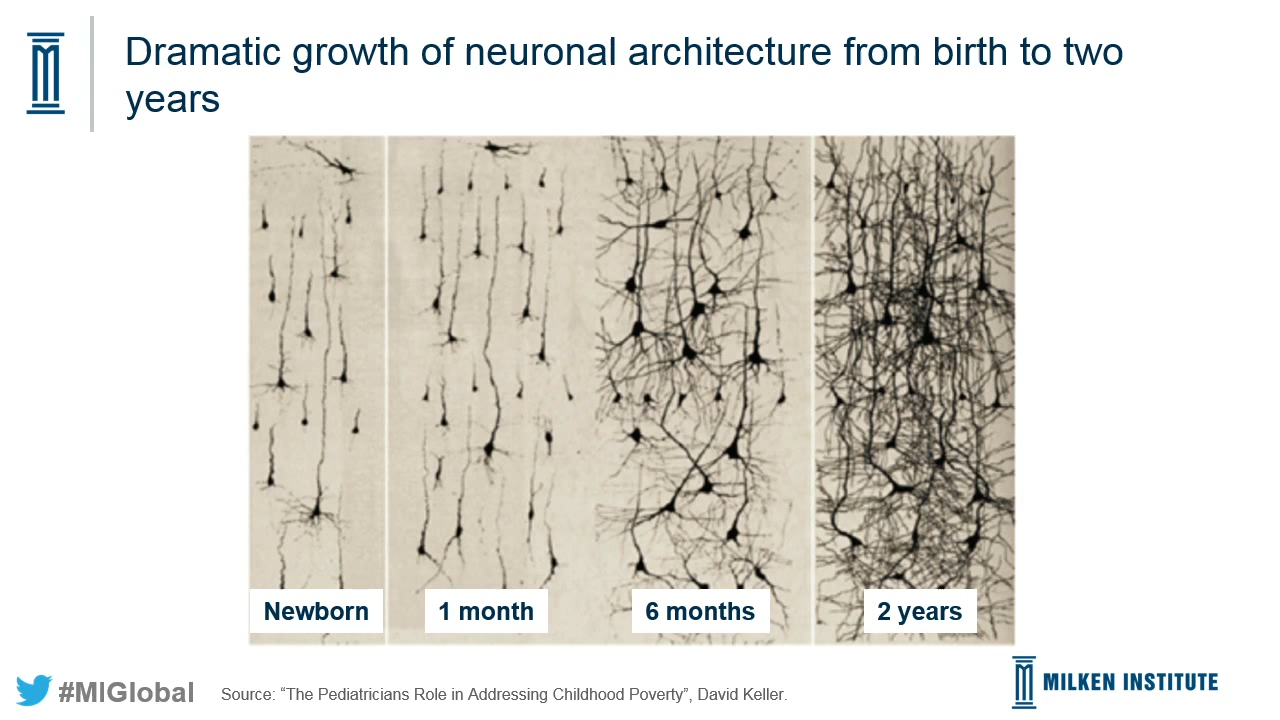 Dramatic growth of neuronal architecture from birth to two
years
Newborn
1 month
6 months
2 years
#MIGlobal
Source: “The Pediatricians Role in Addressing Childhood Poverty”, David Keller.
MILKEN INSTITUTE